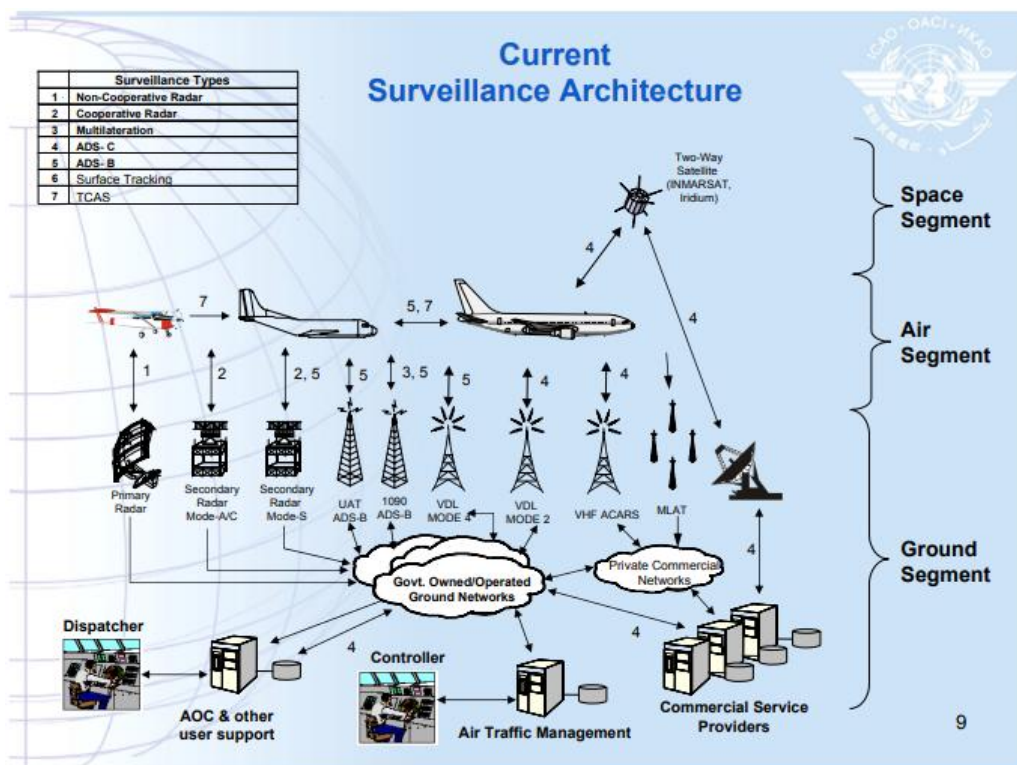 Current
Surveillance Architecture
ICAO · OACI · ИКАО
Surveillance Types
1 Non-Cooperative Radar
2 Cooperative Radar
3 Multilateration
4 ADS- C
5 ADS- B
6 Surface Tracking
7 TCAS
Two-Way
Satellite
(INMARSAT,
Iridium)
Space
Segment
4
4
7
5, 7
Air
Segment
1
2
2, 5
5
3, 5
5
4
4
Primary
Radar
Secondary
Radar
Mode-A/C
Secondary
Radar
Mode-S
UAT
ADS-B
1090
ADS-B
VDL
MODE 4
VDL
MODE 2
VHF ACARS
MLAT
Ground
Segment
Govt. Owned/Operated
Ground Networks
Private Commercial
Networks
4
4
4
Dispatcher
Controller
AOC & other
user support
Air Traffic Management
Commercial Service
Providers
9